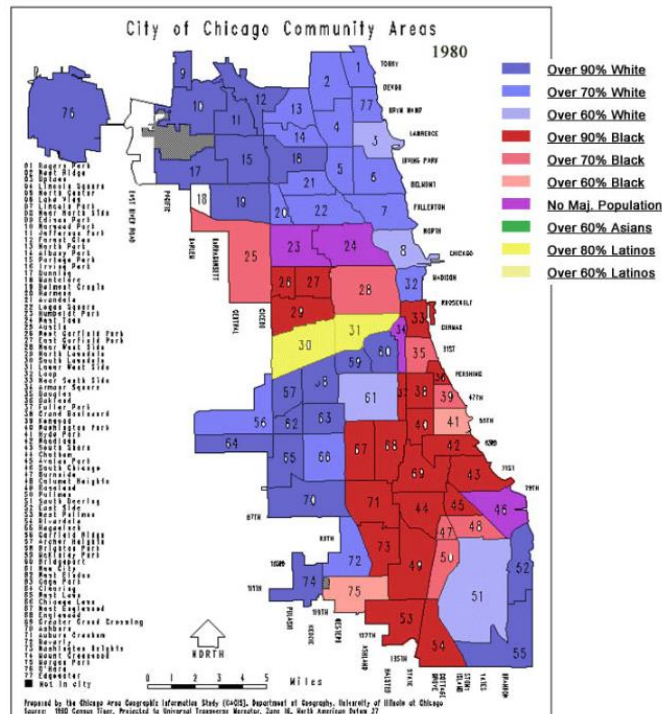 City of Chicago Community Areas
1980
Over 90% White
Over 70% White
Over 60% White
Over 90% Black
Over 70% Black
Over 60% Black
No Maj. Population
Over 60% Asians
Over 80% Latinos
Over 60% Latinos
TOUHY
DEVON
BRYN MAWR
LAWRENCE
IRVING PARK
BELMONT
FULLERTON
NORTH
CHICAGO
MADISON
ROOSEVELT
CERMAK
31ST
PERSHING
47TH
55TH
63RD
71ST
79TH
87TH
95TH
103RD
115TH
EAST RIVER ROAD
PACIFIC
HARLEM
NARRAGANSETT
CENTRAL
CICERO
PULASKI
KEDZIE
WESTERN
ASHLAND
HALSTED
STATE
COTTAGE GROVE
STONY ISLAND
YATES
BRANDON
119TH
127TH
135TH
1
2
77
9
10
12
13
4
3
76
11
14
15
16
5
6
17
21
18
19
20
22
7
23
24
8
25
26
27
28
32
29
33
30
31
34
60
35
59
36
57
58
37
38
39
61
40
41
56
62
63
42
64
65
66
67
68
69
43
70
71
44
45
46
47
48
73
50
52
72
49
74
75
51
53
54
55
01 Rogers Park
02 West Ridge
03 Uptown
04 Lincoln Square
05 North Center
06 Lake View
07 Lincoln Park
08 Near North Side
09 Edison Park
10 Norwood Park
11 Jefferson Park
12 Forest Glen
13 North Park
14 Albany Park
15 Portage Park
16 Irving Park
17 Dunning
18 Montclare
19 Belmont Cragin
20 Hermosa
21 Avondale
22 Logan Square
23 Humboldt Park
24 West Town
25 Austin
26 West Garfield Park
27 East Garfield Park
28 Near West Side
29 North Lawndale
30 South Lawndale
31 Lower West Side
32 Loop
33 Near South Side
34 Armour Square
35 Douglas
36 Oakland
37 Fuller Park
38 Grand Boulevard
39 Kenwood
40 Washington Park
41 Hyde Park
42 Woodlawn
43 South Shore
44 Chatham
45 Avalon Park
46 South Chicago
47 Burnside
48 Calumet Heights
49 Roseland
50 Pullman
51 South Deering
52 East Side
53 West Pullman
54 Riverdale
55 Hegewisch
56 Garfield Ridge
57 Archer Heights
58 Brighton Park
59 McKinley Park
60 Bridgeport
61 New City
62 West Elsdon
63 Gage Park
64 Clearing
65 West Lawn
66 Chicago Lawn
67 West Englewood
68 Englewood
69 Greater Grand Crossing
70 Ashburn
71 Auburn Gresham
72 Beverly
73 Washington Heights
74 Mount Greenwood
75 Morgan Park
76 O'Hare
77 Edgewater
Not in city
NORTH
0 1 2 3 4 5
Miles
Prepared by the Chicago Area Geographic Information Study (CAGIS), Department of Geography, University of Illinois at Chicago
Source: 1980 Census Tiger, Projected to Universal Transverse Mercator, Zone 16, North American Datum 27